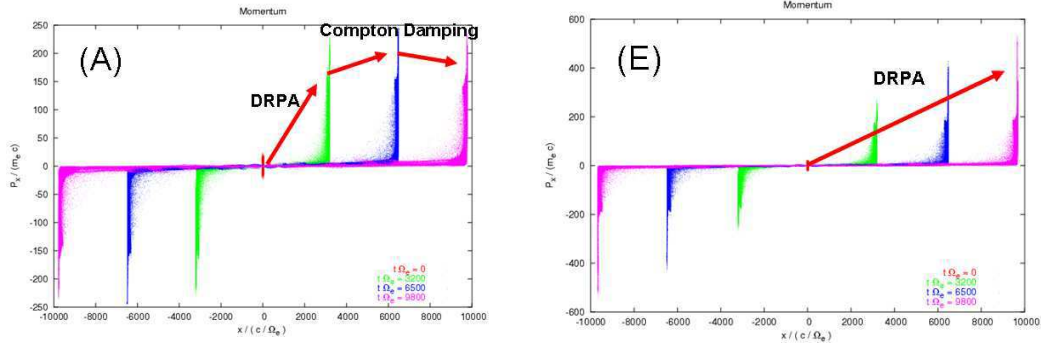 Momentum
(A)
Compton Damping
DRPA
250
200
150
100
50
0
-50
-100
-150
-200
-250
P_x / (m_e c)
t Ω_e = 0
t Ω_e = 3200
t Ω_e = 6500
t Ω_e = 9800
-10000 -8000 -6000 -4000 -2000 0 2000 4000 6000 8000 10000
x / ( c / Ω_e )
Momentum
(E)
DRPA
600
400
200
0
-200
-400
-600
P_x / (m_e c)
t Ω_e = 0
t Ω_e = 3200
t Ω_e = 6500
t Ω_e = 9800
-10000 -8000 -6000 -4000 -2000 0 2000 4000 6000 8000 10000
x / ( c / Ω_e )